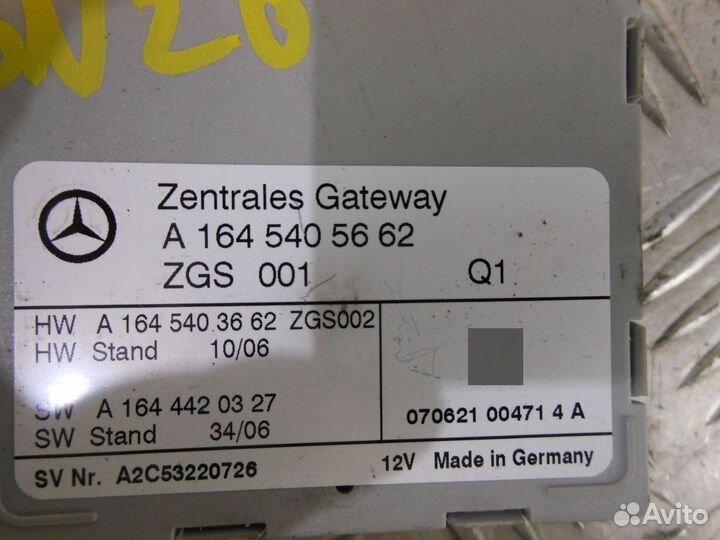 Zentrales Gateway
A 164 540 56 62
ZGS 001 Q1
HW A 164 540 36 62 ZGS002
HW Stand 10/06
SW A 164 442 03 27
SW Stand 34/06
070621 00471 4 A
SV Nr. A2C53220726
12V Made in Germany
Avito